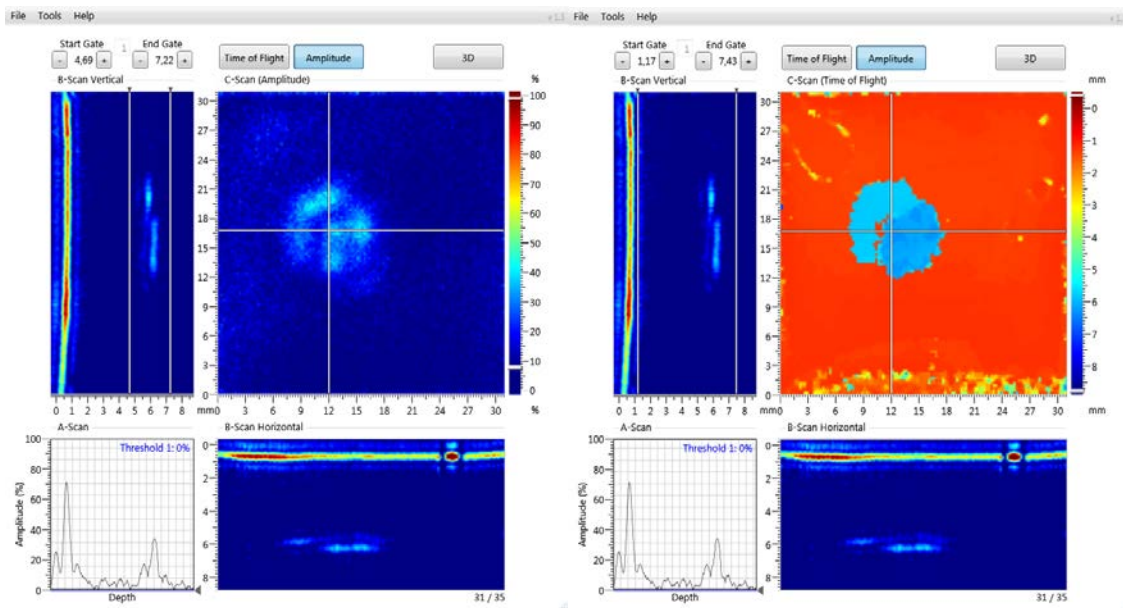 File Tools Help v 1.3
Start Gate 1 End Gate
- 4,69 + - 7,22 +
Time of Flight Amplitude 3D
B-Scan Vertical C-Scan (Amplitude) %
30 27 24 21 18 15 12 9 6 3 0
100 90 80 70 60 50 40 30 20 10 0
0 1 2 3 4 5 6 7 8 mm 0 3 6 9 12 15 18 21 24 27 30 %
A-Scan B-Scan Horizontal
Threshold 1: 0%
Amplitude (%)
100 80 60 40 20 0
0 2 4 6 8
Depth 31 / 35
File Tools Help
Start Gate 1 End Gate
- 1,17 + - 7,43 +
Time of Flight Amplitude 3D
B-Scan Vertical C-Scan (Time of Flight) mm
30 27 24 21 18 15 12 9 6 3 0
0 -1 -2 -3 -4 -5 -6 -7 -8
0 1 2 3 4 5 6 7 8 mm 0 3 6 9 12 15 18 21 24 27 30 mm
A-Scan B-Scan Horizontal
Threshold 1: 0%
Amplitude (%)
100 80 60 40 20 0
0 2 4 6 8
Depth 31 / 35